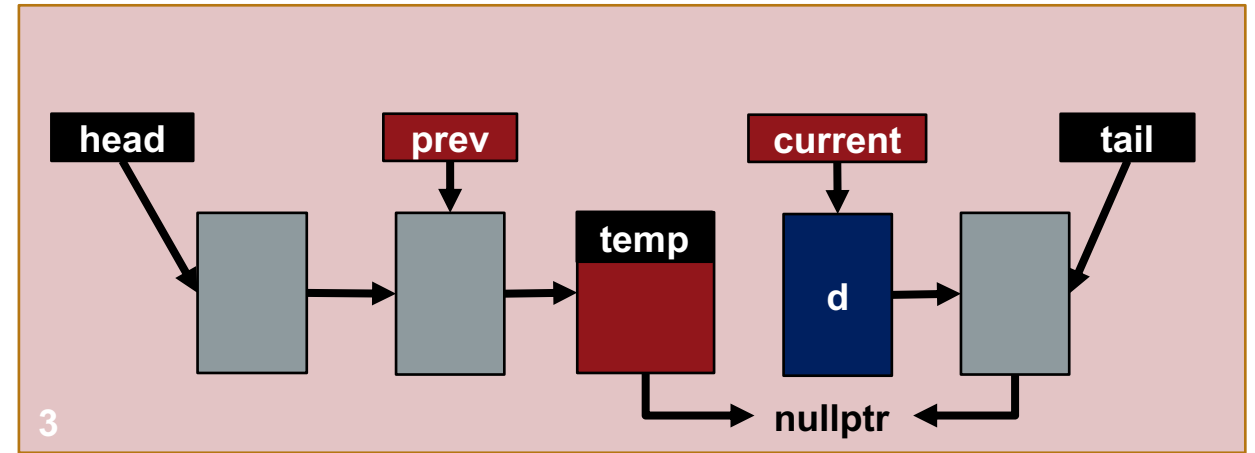 head
prev
current
tail
temp
d
nullptr
3